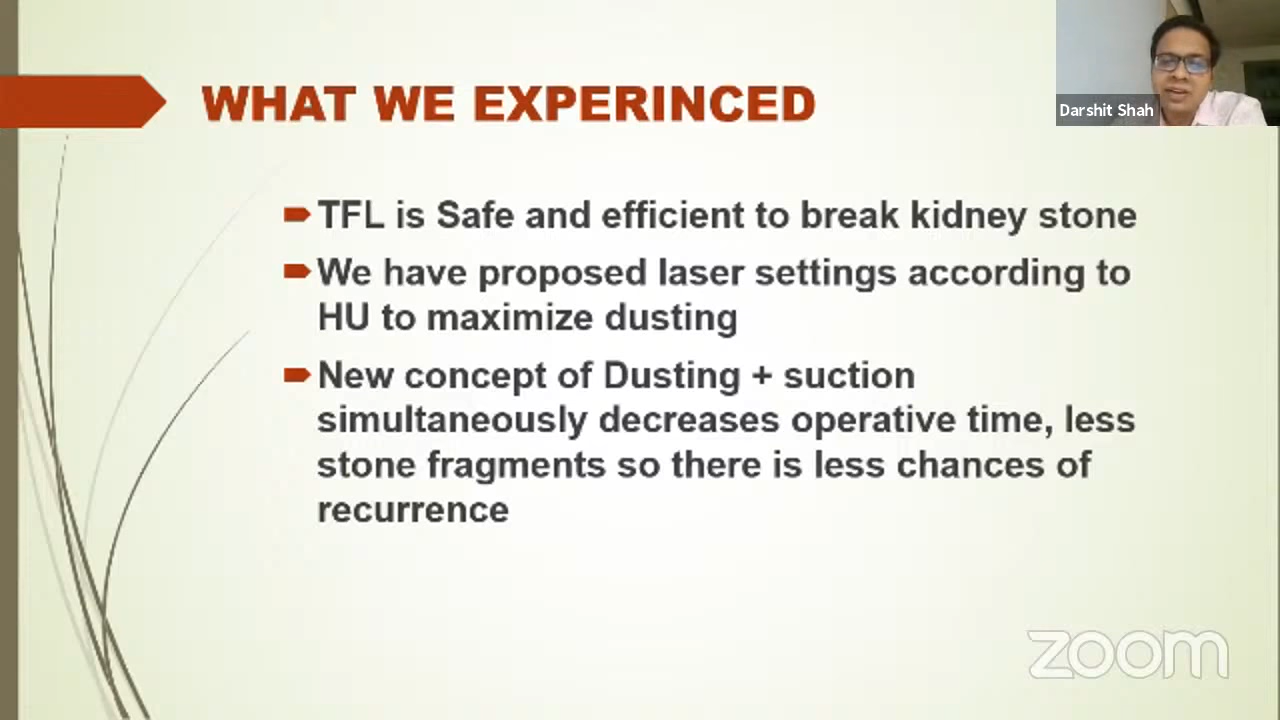 WHAT WE EXPERINCED
Darshit Shah
TFL is Safe and efficient to break kidney stone
We have proposed laser settings according to
HU to maximize dusting
New concept of Dusting + suction
simultaneously decreases operative time, less
stone fragments so there is less chances of
recurrence
zoom